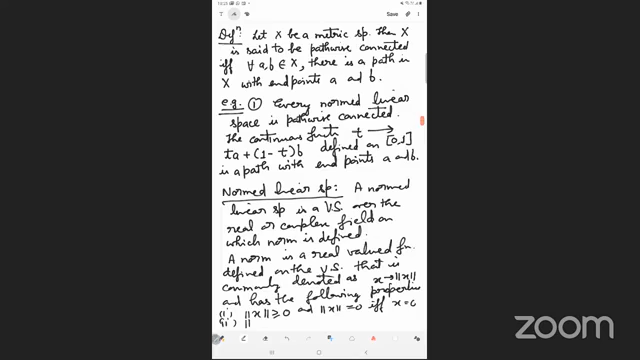 Save
Dfn. Let X be a metric sp. Then X
is said to be pathwise connected
iff ∀ a,b ∈ X, there is a path in
X with endpoints a ad b.
e.g. ① Every normed linear
space is pathwise connected.
The continuous functn t →
ta + (1-t)b defined on [0,1]
is a path with end points a ad b.
Normed linear sp: A normed
linear sp is a V.S. over the
real or complex field on
which norm is defined.
A norm is a real valued fn.
defined on the V.S. that is
commonly denoted as x→||x||
and has the following properties
(i) ||x|| ≥ 0 and ||x|| = 0 iff x = 0
(ii) ||
zoom